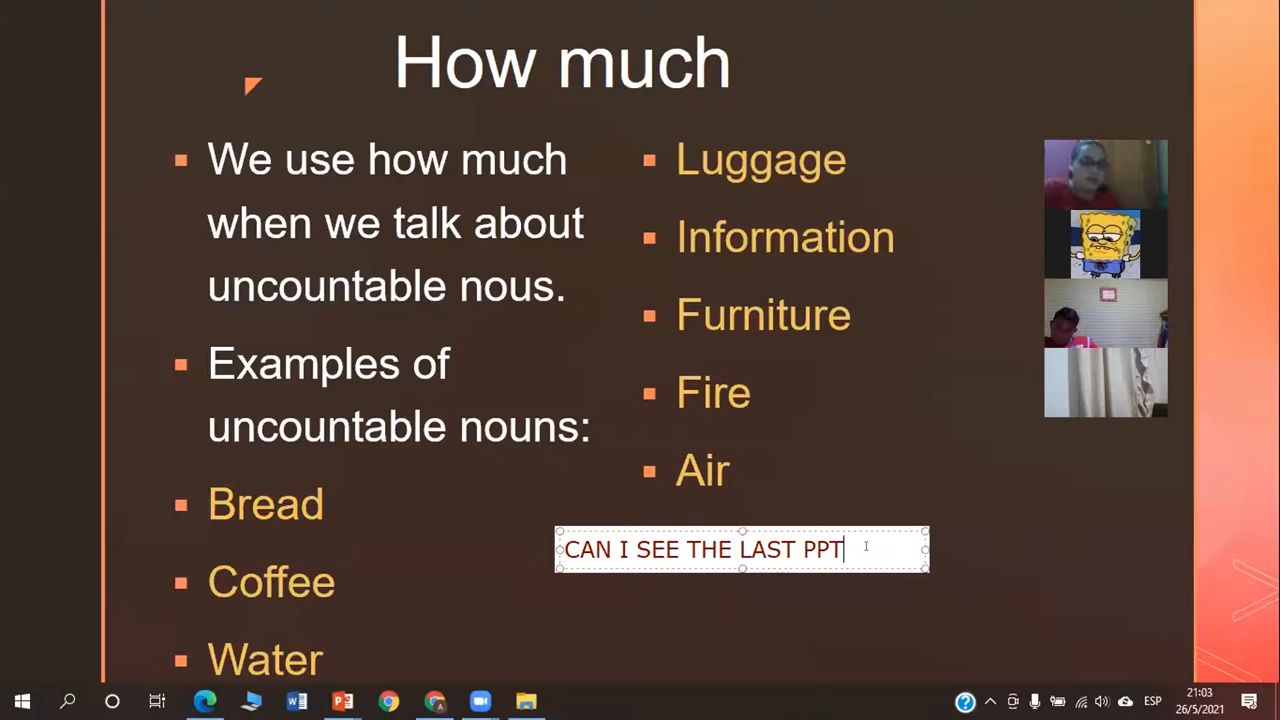 How much
We use how much
when we talk about
uncountable nous.
Examples of
uncountable nouns:
Bread
Coffee
Water
Luggage
Information
Furniture
Fire
Air
CAN I SEE THE LAST PPT
ESP
21:03
26/5/2021